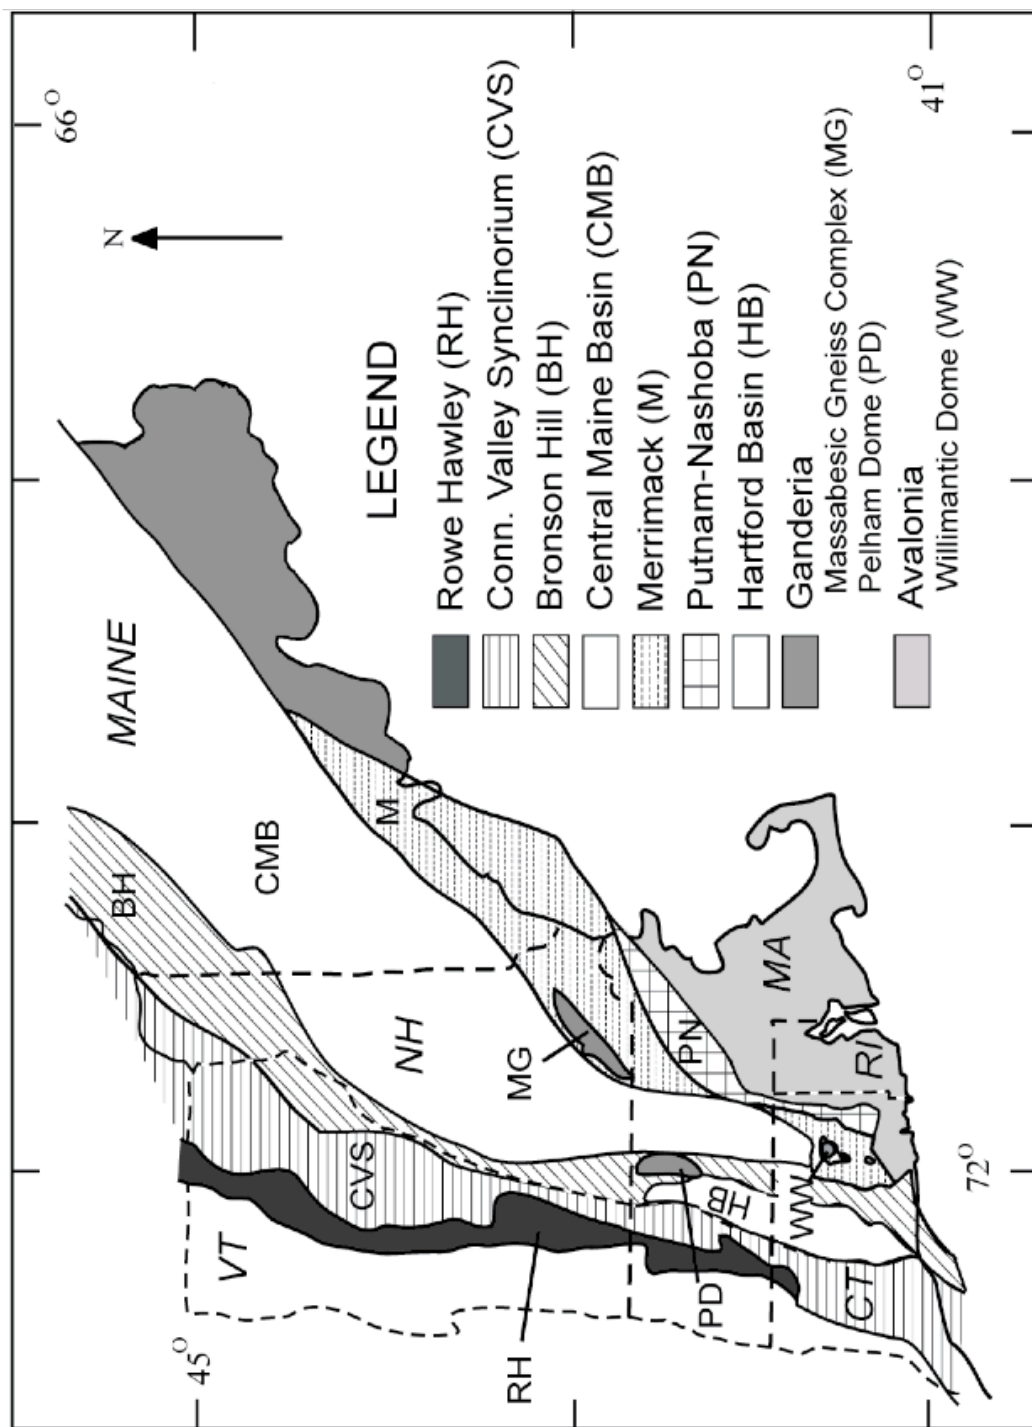 66°
N
41°
72°
45°
MAINE
BH
CMB
M
NH
MG
VT
CVS
RH
PN
MA
RI
HB
PD
WW
CT
LEGEND
Rowe Hawley (RH)
Conn. Valley Synclinorium (CVS)
Bronson Hill (BH)
Central Maine Basin (CMB)
Merrimack (M)
Putnam-Nashoba (PN)
Hartford Basin (HB)
Ganderia
Massabesic Gneiss Complex (MG)
Pelham Dome (PD)
Avalonia
Willimantic Dome (WW)